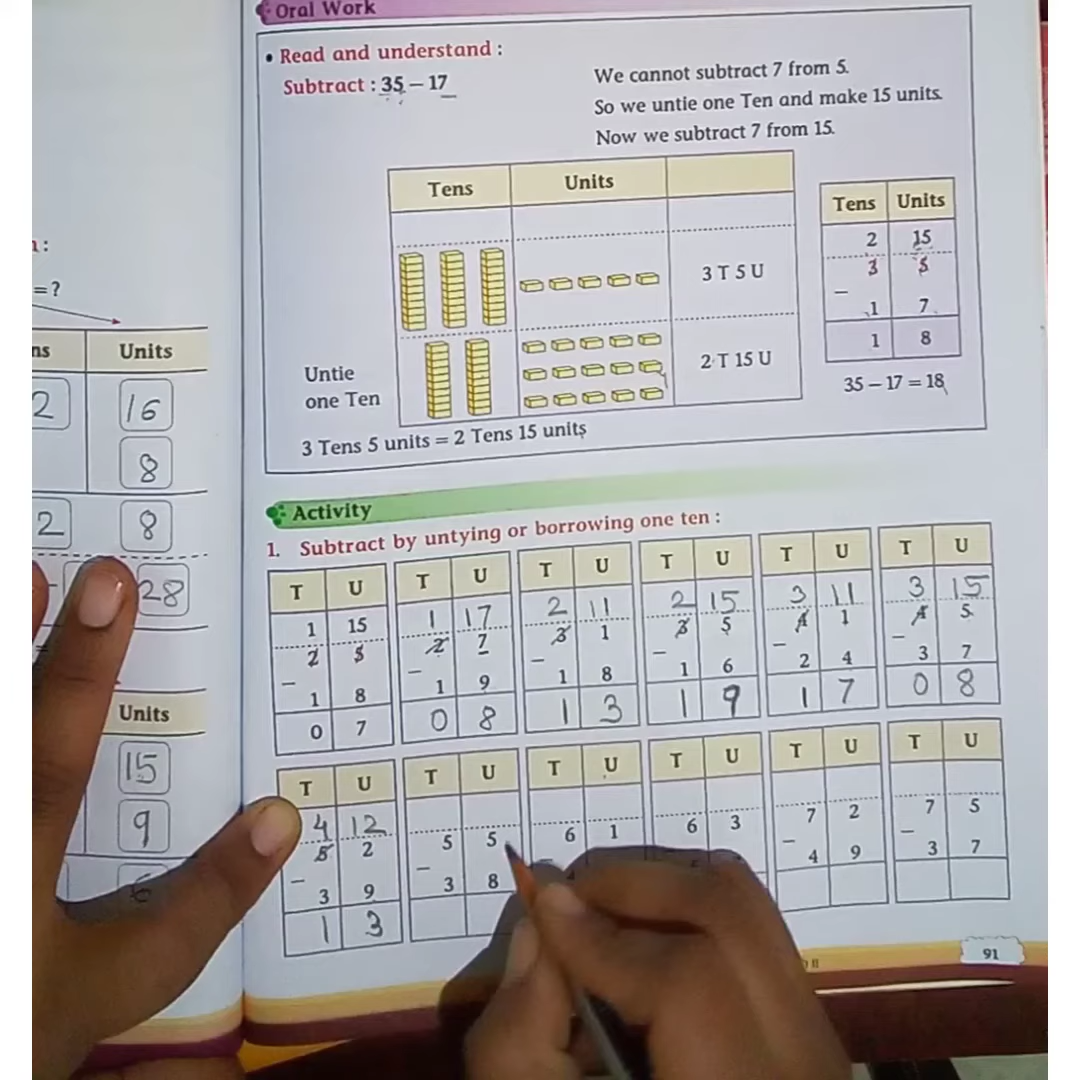 Oral Work
• Read and understand :
Subtract : 35 – 17
We cannot subtract 7 from 5.
So we untie one Ten and make 15 units.
Now we subtract 7 from 15.
Tens Units
3 T 5 U
Untie
one Ten
2 T 15 U
3 Tens 5 units = 2 Tens 15 units
Tens Units
2 15
3 5
– 1 7
1 8
35 – 17 = 18
= ?
Units
2 16
8
2 8
28
Units
15
9
Activity
1. Subtract by untying or borrowing one ten :
T U T U T U T U T U T U
1 15 1 17 2 11 2 15 3 11 3 15
2 5 2 7 3 1 3 5 4 1 4 5
– 1 8 – 1 9 – 1 8 – 1 6 – 2 4 – 3 7
0 7 0 8 1 3 1 9 1 7 0 8
T U T U T U T U T U T U
4 12
5 2 5 5 6 1 6 3 7 2 7 5
– 3 9 – 3 8 – 4 9 – 3 7
1 3
91